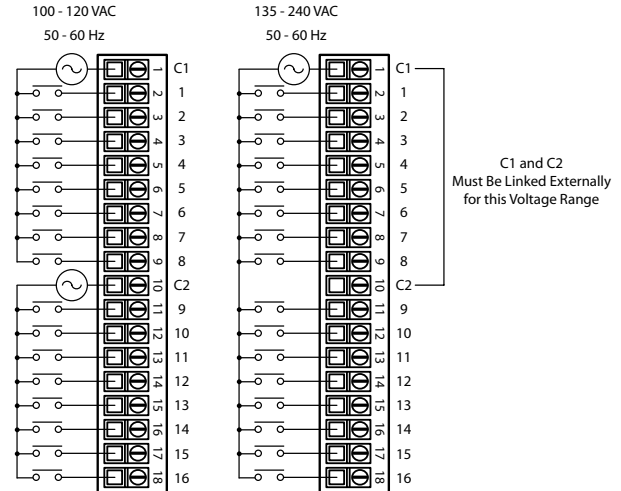 100 - 120 VAC
50 - 60 Hz
1 C1
2 1
3 2
4 3
5 4
6 5
7 6
8 7
9 8
10 C2
11 9
12 10
13 11
14 12
15 13
16 14
17 15
18 16
135 - 240 VAC
50 - 60 Hz
1 C1
2 1
3 2
4 3
5 4
6 5
7 6
8 7
9 8
10 C2
11 9
12 10
13 11
14 12
15 13
16 14
17 15
18 16
C1 and C2
Must Be Linked Externally
for this Voltage Range